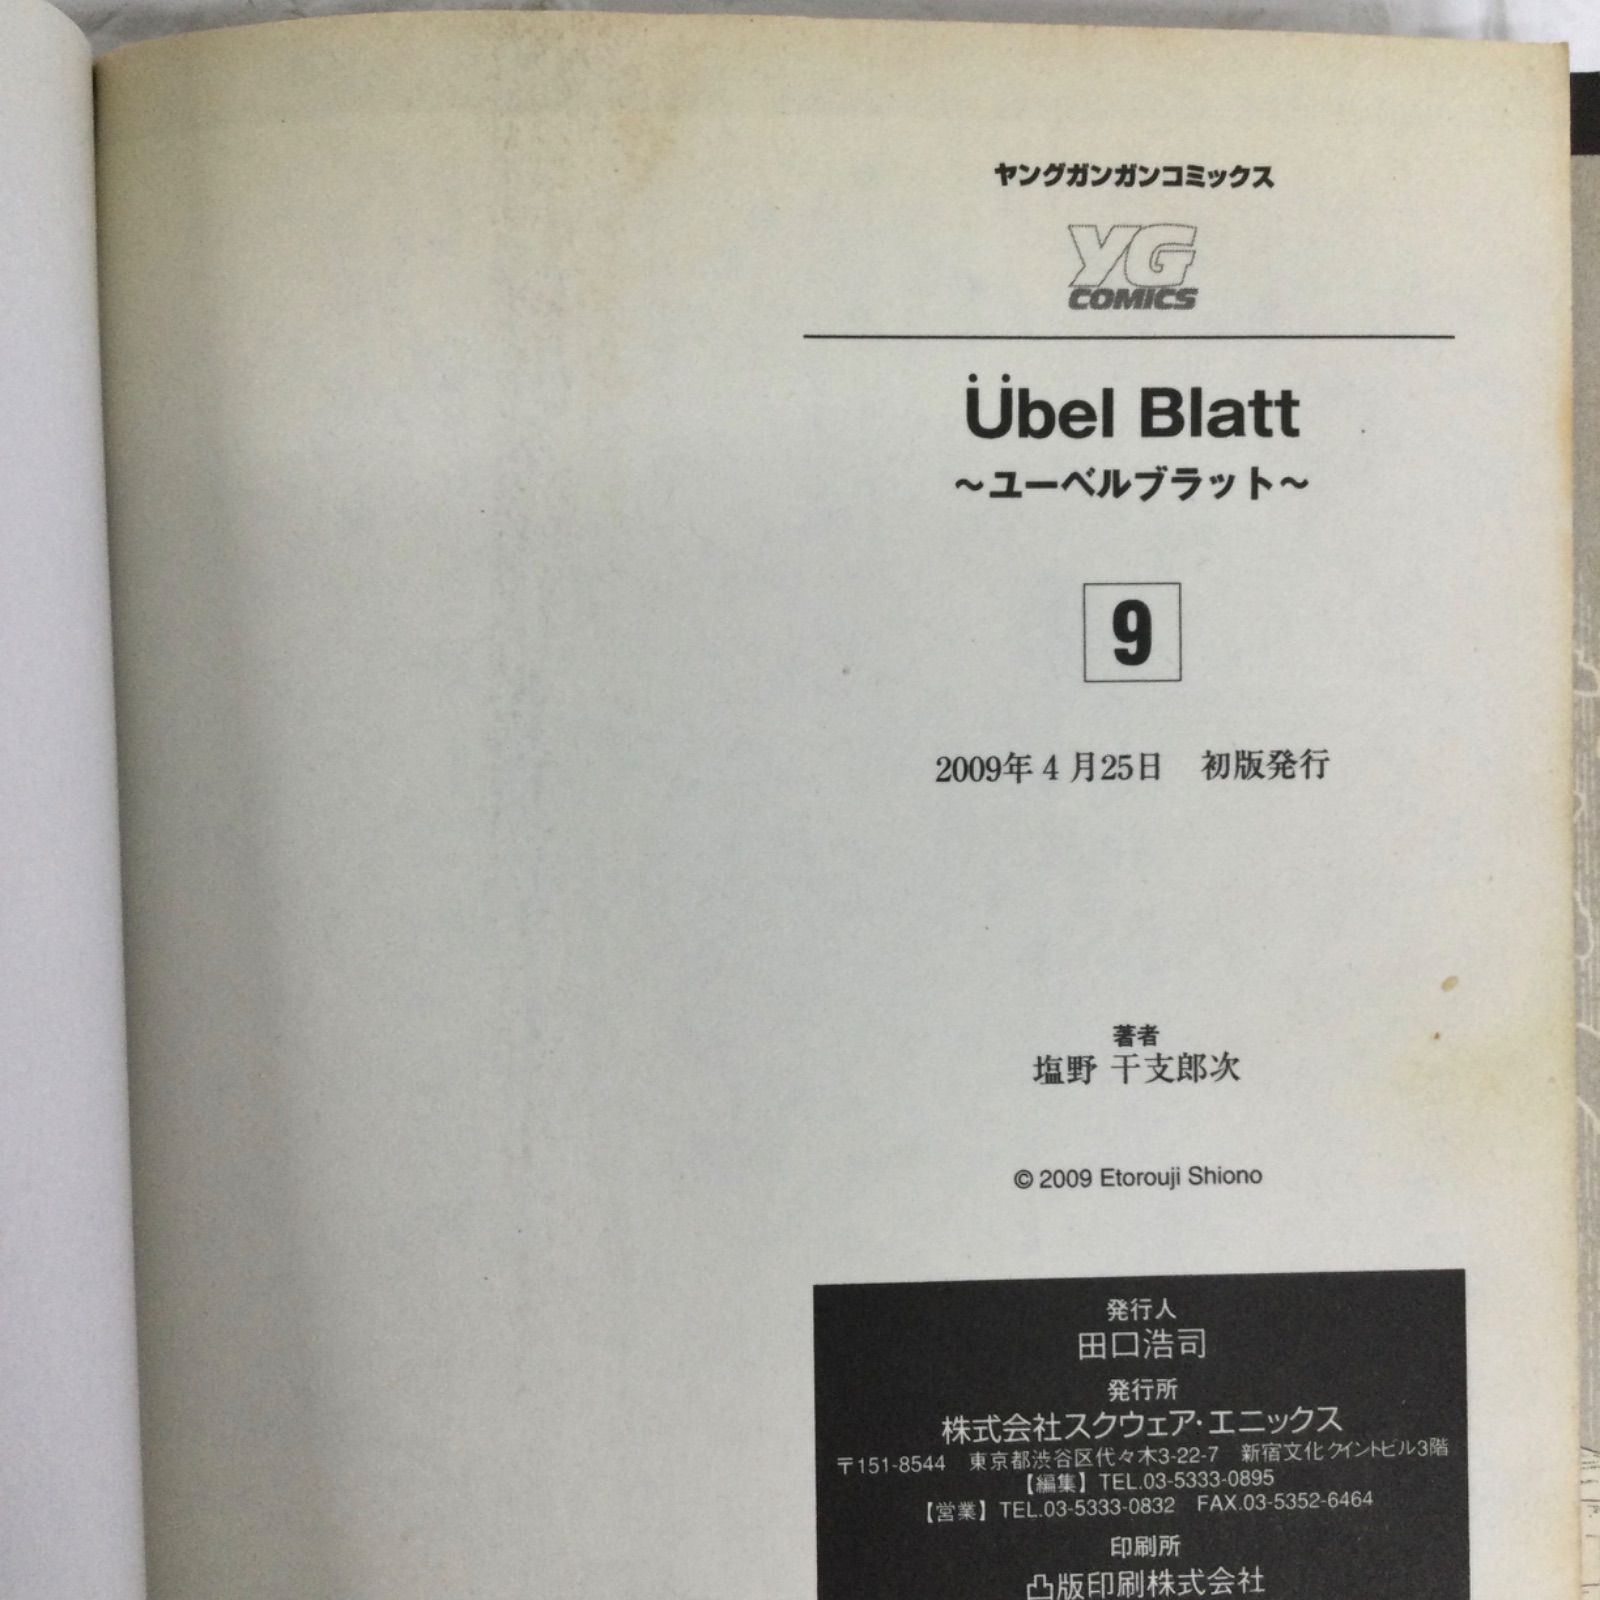 ヤングガンガンコミックス
YG
COMICS
Übel Blatt
～ユーベルブラット～
9
2009年4月25日　初版発行
著者
塩野 干支郎次
© 2009 Etorouji Shiono
発行人
田口浩司
発行所
株式会社スクウェア・エニックス
〒151-8544　東京都渋谷区代々木3-22-7　新宿文化クイントビル3階
【編集】TEL.03-5333-0895
【営業】TEL.03-5333-0832　FAX.03-5352-6464
印刷所
凸版印刷株式会社